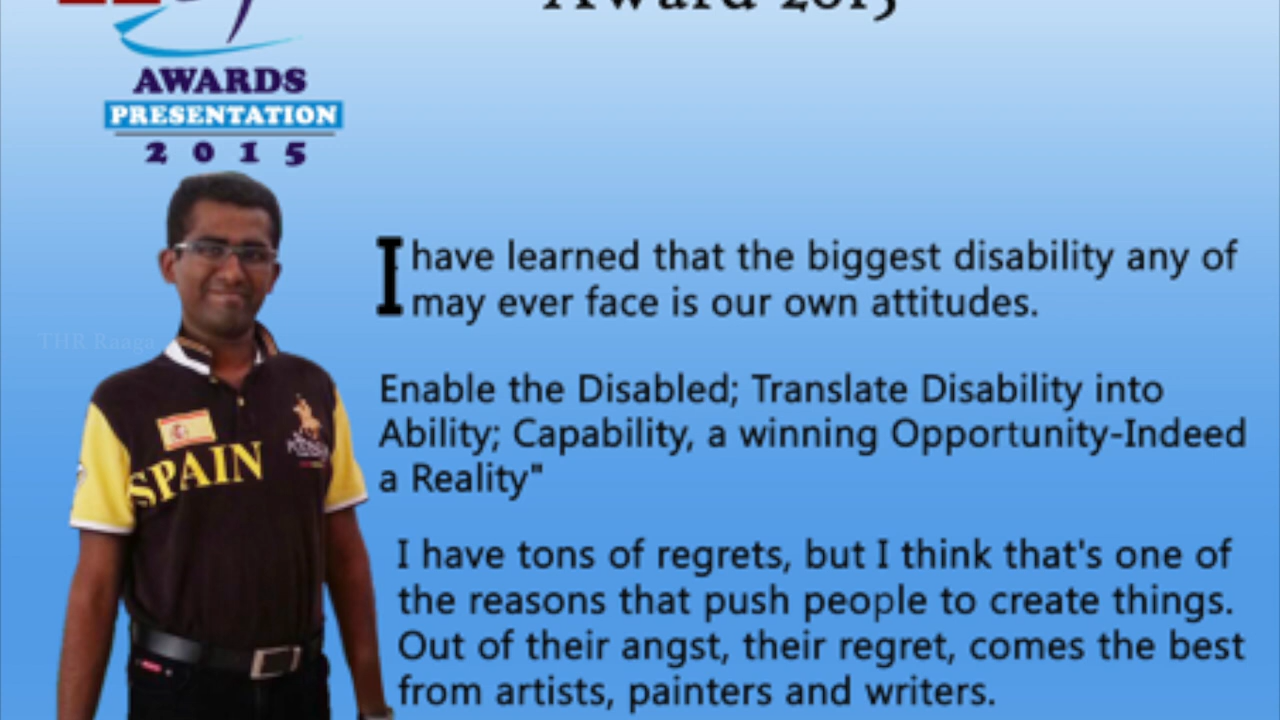 Award 2015
AWARDS
PRESENTATION
2 0 1 5
I have learned that the biggest disability any of
may ever face is our own attitudes.
THR Raaga
Enable the Disabled; Translate Disability into
Ability; Capability, a winning Opportunity-Indeed
a Reality"
SPAIN
I have tons of regrets, but I think that's one of
the reasons that push people to create things.
Out of their angst, their regret, comes the best
from artists, painters and writers.